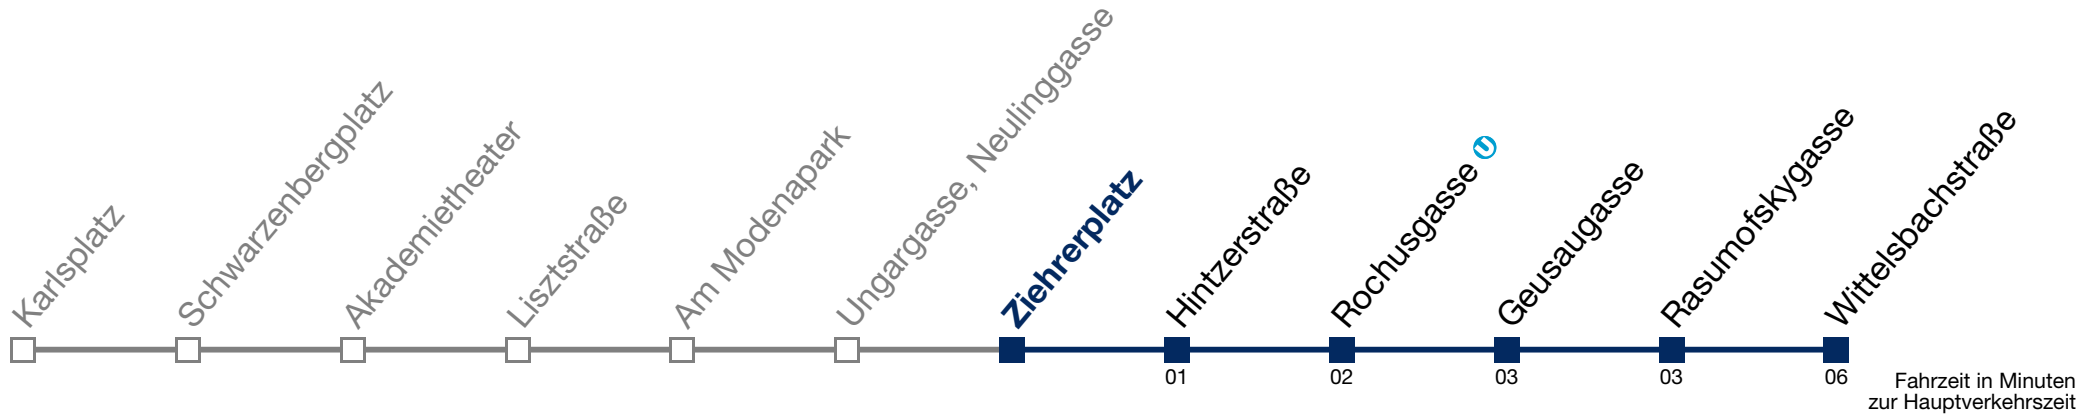 Karlsplatz
Schwarzenbergplatz
Akademietheater
Lisztstraße
Am Modenapark
Ungargasse, Neulinggasse
Ziehrerplatz
Hintzerstraße
Rochusgasse U
Geusaugasse
Rasumofskygasse
Wittelsbachstraße
01 02 03 03 06
Fahrzeit in Minuten
zur Hauptverkehrszeit